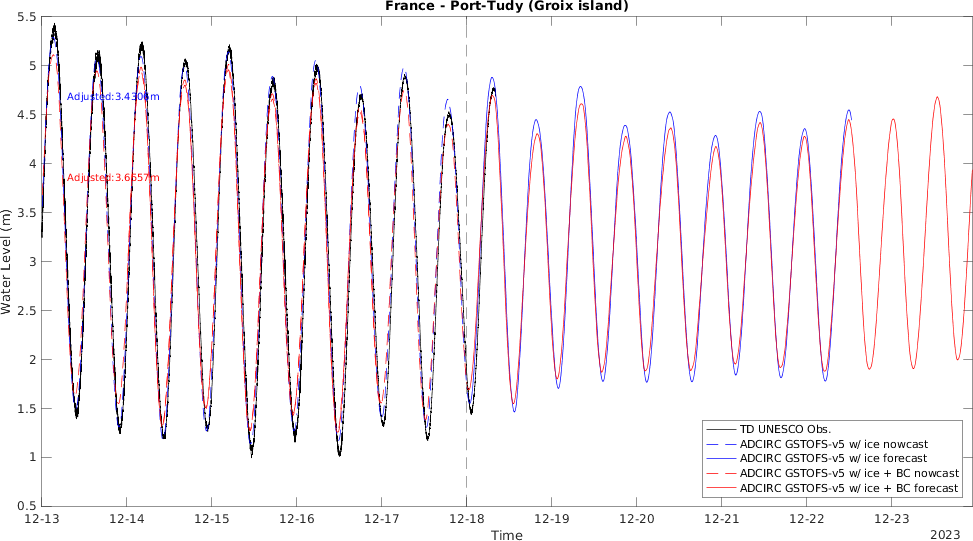 France - Port-Tudy (Groix island)
5.5
5
4.5
4
3.5
3
2.5
2
1.5
1
0.5
Water Level (m)
Adjusted:3.4306m
Adjusted:3.6657m
TD UNESCO Obs.
ADCIRC GSTOFS-v5 w/ ice nowcast
ADCIRC GSTOFS-v5 w/ ice forecast
ADCIRC GSTOFS-v5 w/ ice + BC nowcast
ADCIRC GSTOFS-v5 w/ ice + BC forecast
12-13 12-14 12-15 12-16 12-17 12-18 12-19 12-20 12-21 12-22 12-23
Time
2023